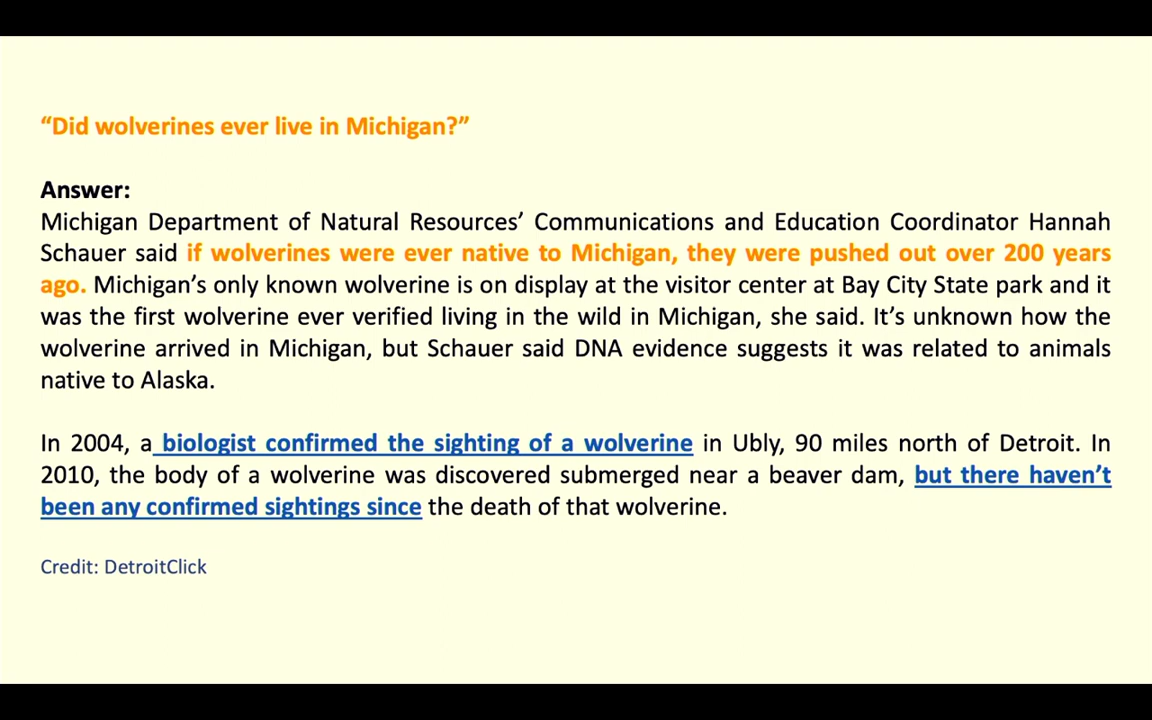 “Did wolverines ever live in Michigan?”
Answer:
Michigan Department of Natural Resources’ Communications and Education Coordinator Hannah
Schauer said if wolverines were ever native to Michigan, they were pushed out over 200 years
ago. Michigan’s only known wolverine is on display at the visitor center at Bay City State park and it
was the first wolverine ever verified living in the wild in Michigan, she said. It’s unknown how the
wolverine arrived in Michigan, but Schauer said DNA evidence suggests it was related to animals
native to Alaska.
In 2004, a biologist confirmed the sighting of a wolverine in Ubly, 90 miles north of Detroit. In
2010, the body of a wolverine was discovered submerged near a beaver dam, but there haven’t
been any confirmed sightings since the death of that wolverine.
Credit: DetroitClick